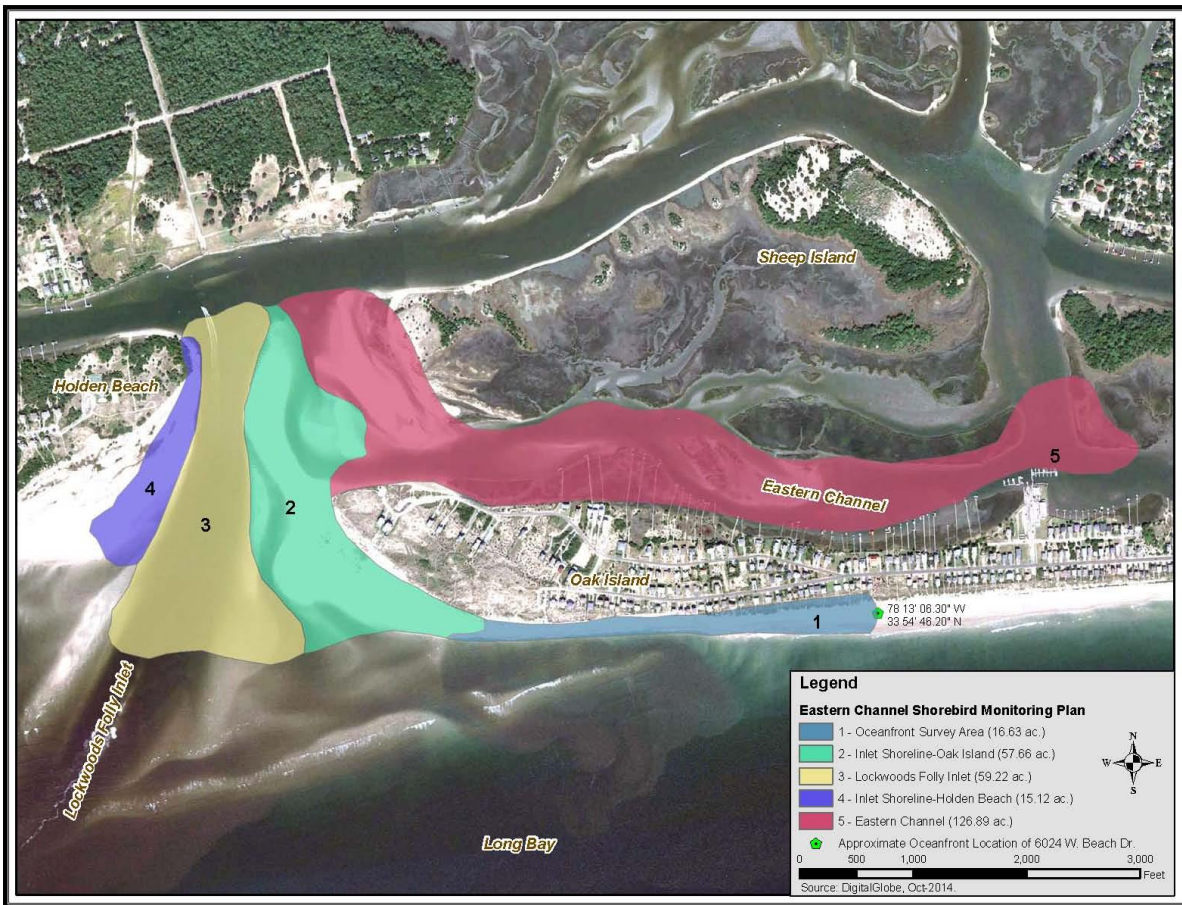 Sheep Island
Holden Beach
4
3
2
5
Eastern Channel
Oak Island
1
78 13' 06.30" W
33 54' 46.20" N
Lockwoods Folly Inlet
Long Bay
Legend
Eastern Channel Shorebird Monitoring Plan
1 - Oceanfront Survey Area (16.63 ac.)
2 - Inlet Shoreline-Oak Island (57.66 ac.)
3 - Lockwoods Folly Inlet (59.22 ac.)
4 - Inlet Shoreline-Holden Beach (15.12 ac.)
5 - Eastern Channel (126.89 ac.)
Approximate Oceanfront Location of 6024 W. Beach Dr.
N
W E
S
0 500 1,000 2,000 3,000
Feet
Source: DigitalGlobe, Oct-2014.